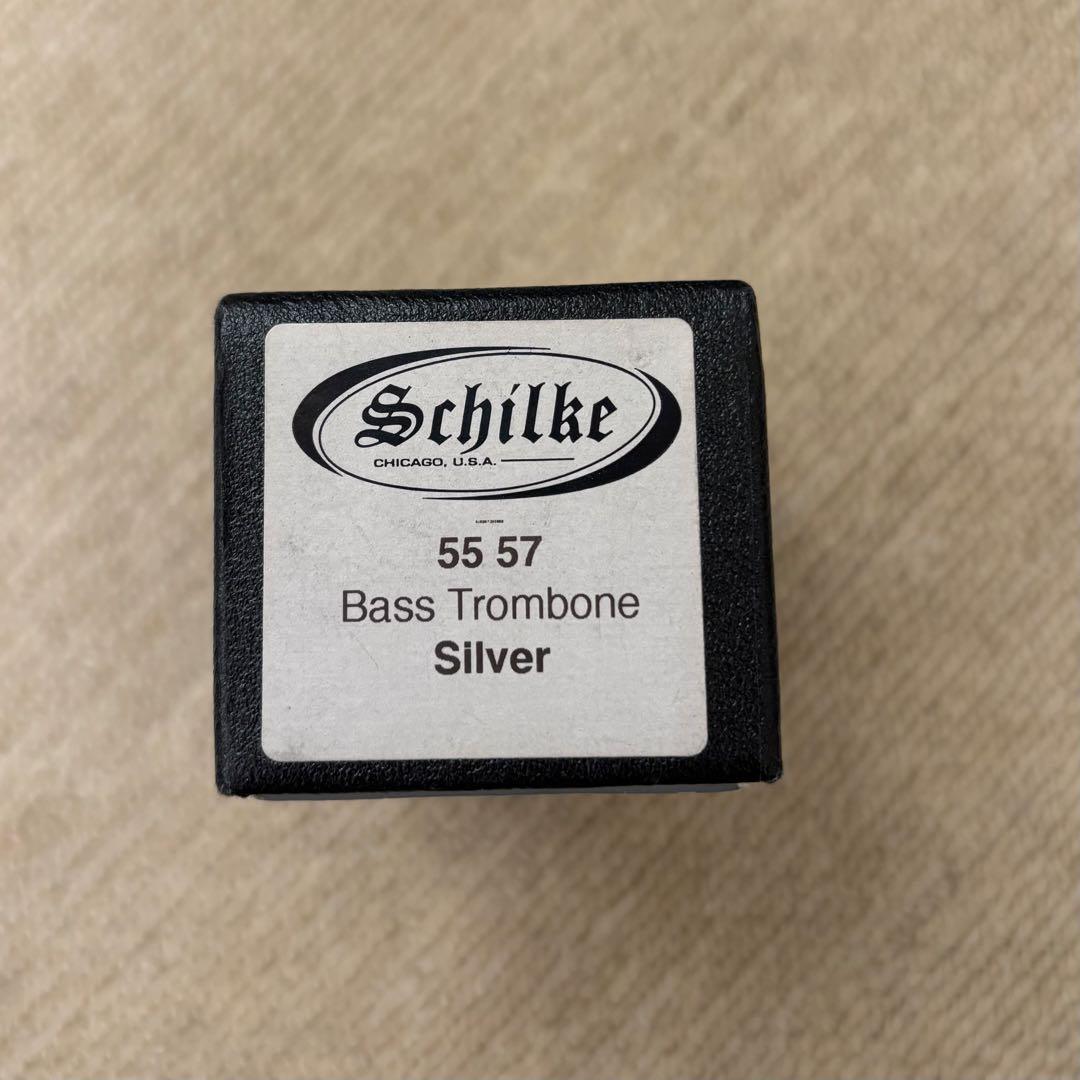 Schilke
CHICAGO, U.S.A.
55 57
Bass Trombone
Silver